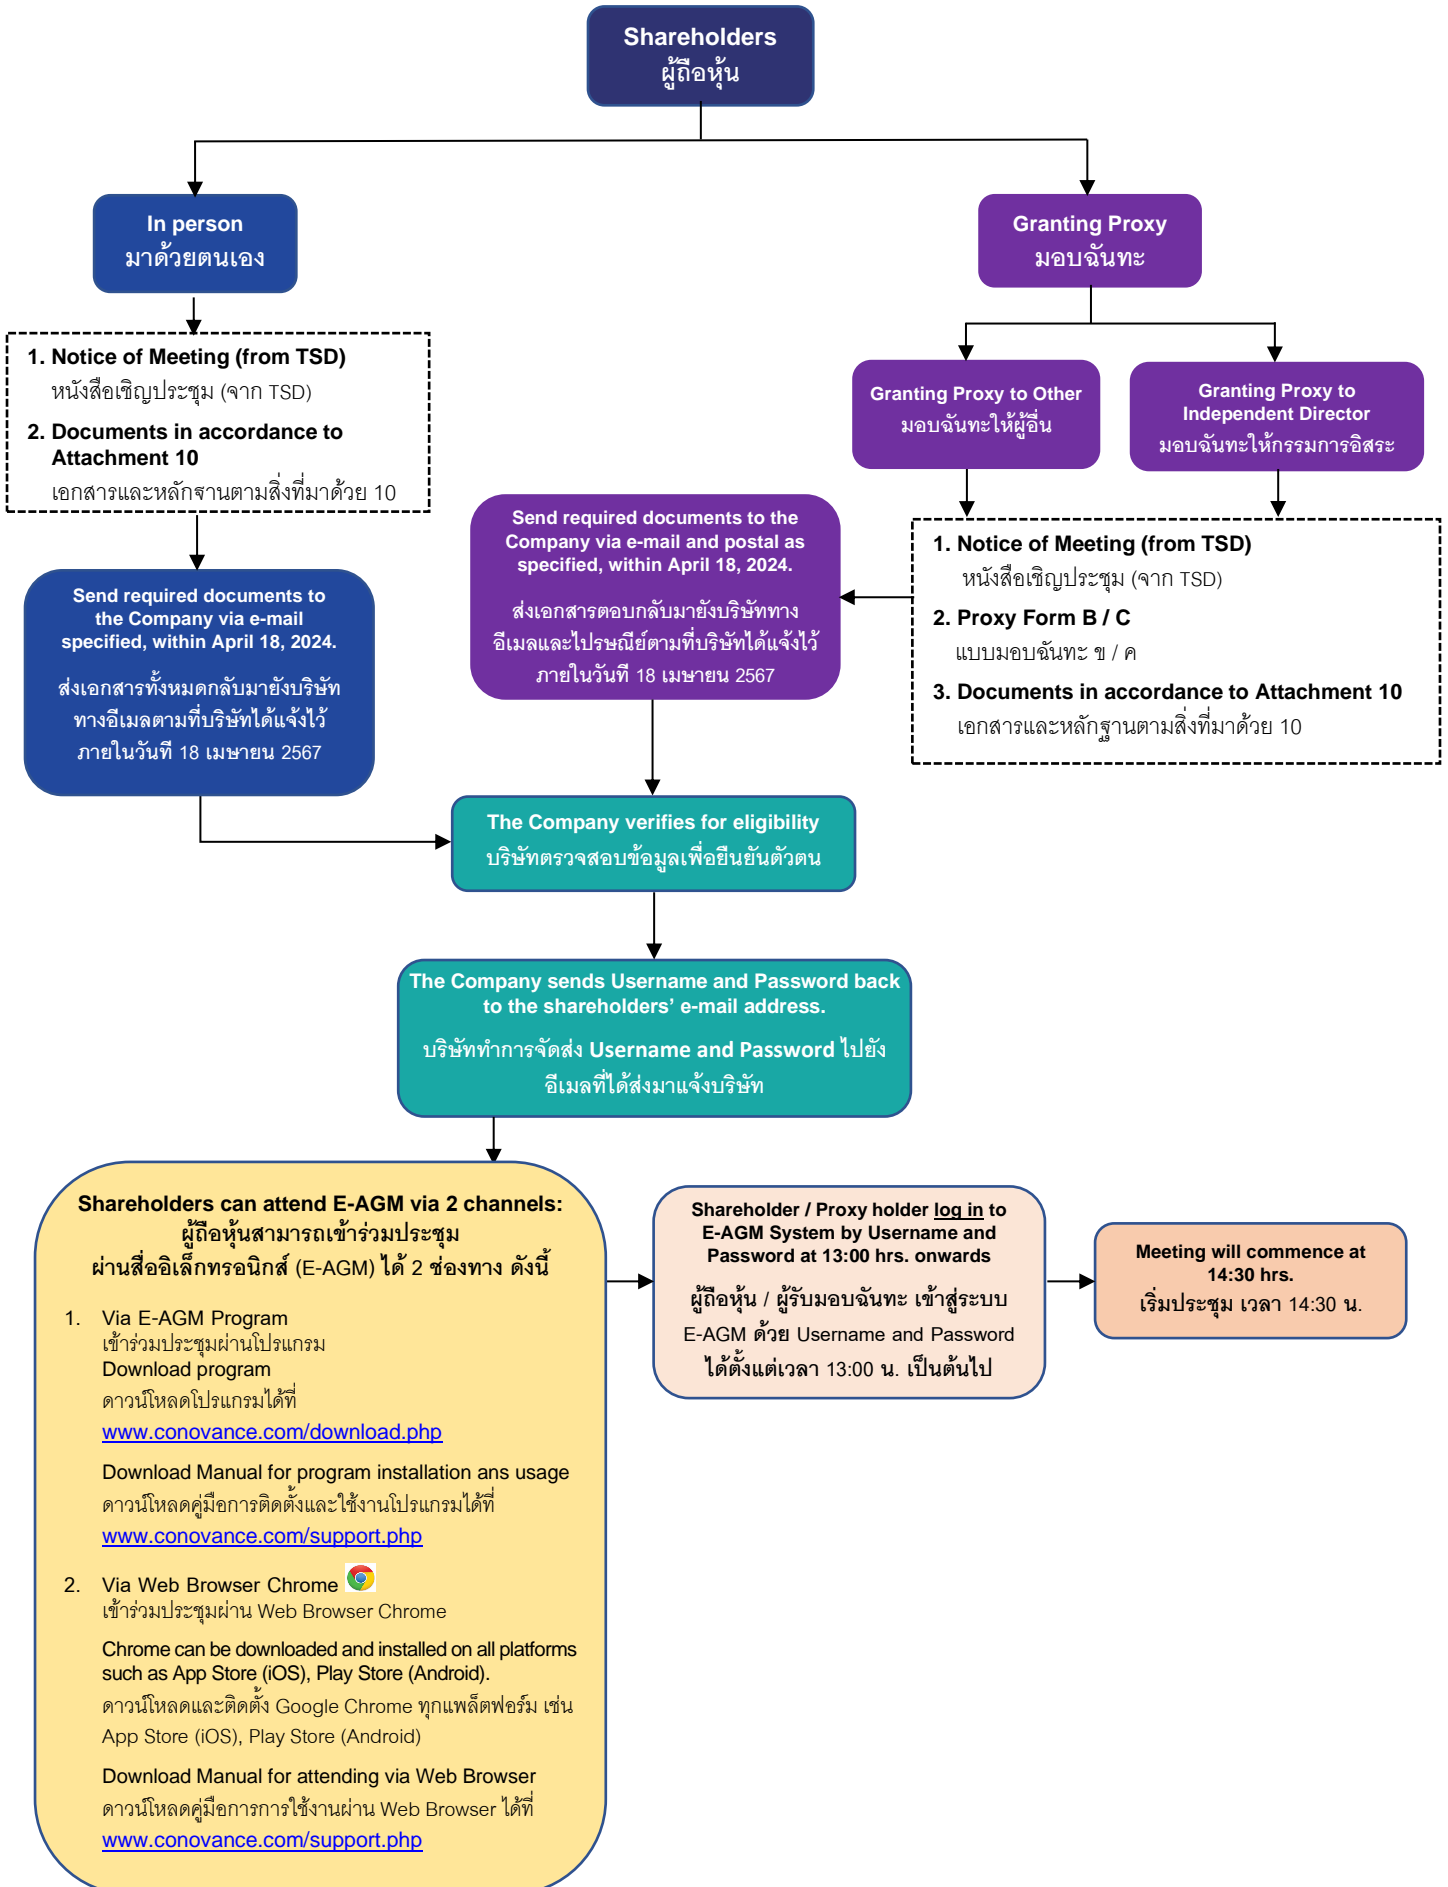 Shareholders
ผู้ถือหุ้น
In person
มาด้วยตนเอง
Granting Proxy
มอบฉันทะ
1. Notice of Meeting (from TSD)
หนังสือเชิญประชุม (จาก TSD)
2. Documents in accordance to
Attachment 10
เอกสารและหลักฐานตามสิ่งที่มาด้วย 10
Granting Proxy to Other
มอบฉันทะให้ผู้อื่น
Granting Proxy to
Independent Director
มอบฉันทะให้กรรมการอิสระ
Send required documents to the
Company via e-mail and postal as
specified, within April 18, 2024.
ส่งเอกสารตอบกลับมายังบริษัททาง
อีเมลและไปรษณีย์ตามที่บริษัทได้แจ้งไว้
ภายในวันที่ 18 เมษายน 2567
1. Notice of Meeting (from TSD)
หนังสือเชิญประชุม (จาก TSD)
2. Proxy Form B / C
แบบมอบฉันทะ ข / ค
3. Documents in accordance to Attachment 10
เอกสารและหลักฐานตามสิ่งที่มาด้วย 10
Send required documents to
the Company via e-mail
specified, within April 18, 2024.
ส่งเอกสารทั้งหมดกลับมายังบริษัท
ทางอีเมลตามที่บริษัทได้แจ้งไว้
ภายในวันที่ 18 เมษายน 2567
The Company verifies for eligibility
บริษัทตรวจสอบข้อมูลเพื่อยืนยันตัวตน
The Company sends Username and Password back
to the shareholders’ e-mail address.
บริษัททำการจัดส่ง Username and Password ไปยัง
อีเมลที่ได้ส่งมาแจ้งบริษัท
Shareholders can attend E-AGM via 2 channels:
ผู้ถือหุ้นสามารถเข้าร่วมประชุม
ผ่านสื่ออิเล็กทรอนิกส์ (E-AGM) ได้ 2 ช่องทาง ดังนี้
1. Via E-AGM Program
เข้าร่วมประชุมผ่านโปรแกรม
Download program
ดาวน์โหลดโปรแกรมได้ที่
www.conovance.com/download.php
Download Manual for program installation ans usage
ดาวน์โหลดคู่มือการติดตั้งและใช้งานโปรแกรมได้ที่
www.conovance.com/support.php
2. Via Web Browser Chrome
เข้าร่วมประชุมผ่าน Web Browser Chrome
Chrome can be downloaded and installed on all platforms
such as App Store (iOS), Play Store (Android).
ดาวน์โหลดและติดตั้ง Google Chrome ทุกแพล็ตฟอร์ม เช่น
App Store (iOS), Play Store (Android)
Download Manual for attending via Web Browser
ดาวน์โหลดคู่มือการการใช้งานผ่าน Web Browser ได้ที่
www.conovance.com/support.php
Shareholder / Proxy holder log in to
E-AGM System by Username and
Password at 13:00 hrs. onwards
ผู้ถือหุ้น / ผู้รับมอบฉันทะ เข้าสู่ระบบ
E-AGM ด้วย Username and Password
ได้ตั้งแต่เวลา 13:00 น. เป็นต้นไป
Meeting will commence at
14:30 hrs.
เริ่มประชุม เวลา 14:30 น.